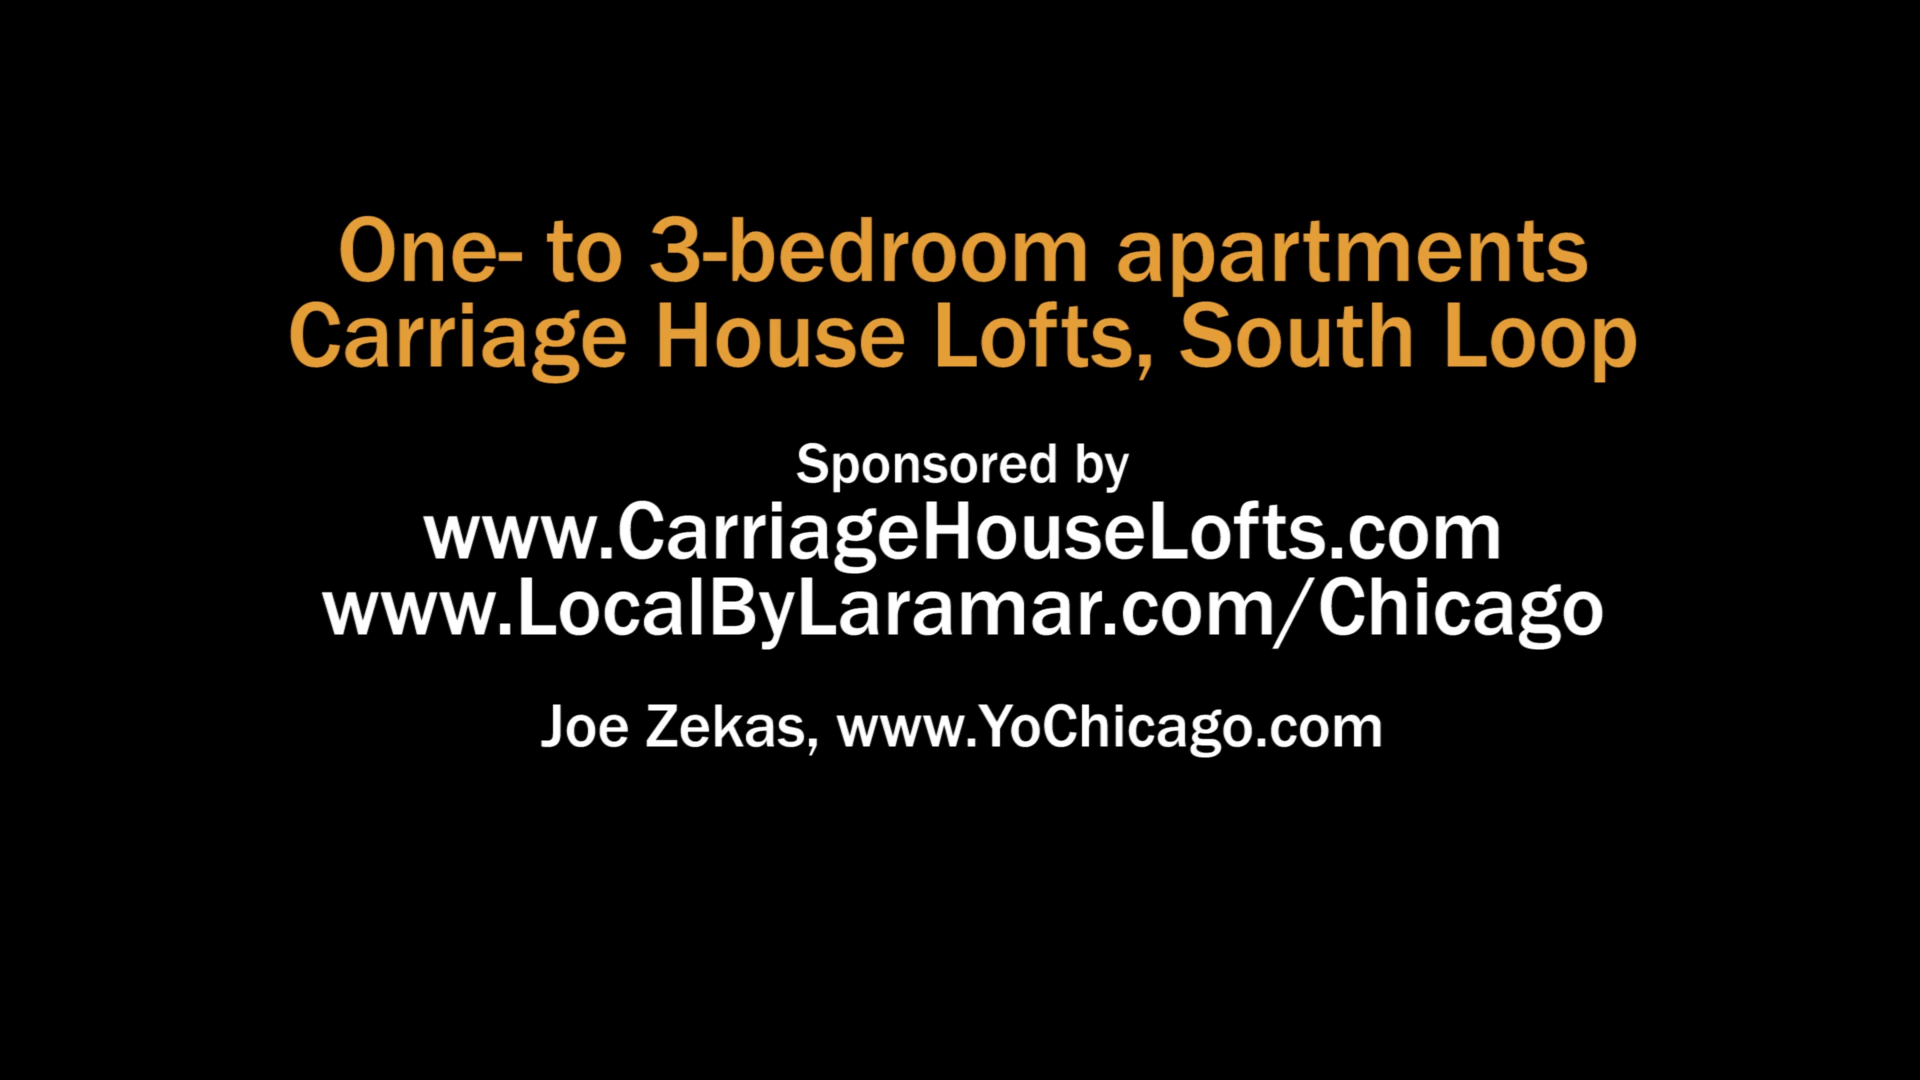 One- to 3-bedroom apartments
Carriage House Lofts, South Loop
Sponsored by
www.CarriageHouseLofts.com
www.LocalByLaramar.com/Chicago
Joe Zekas, www.YoChicago.com